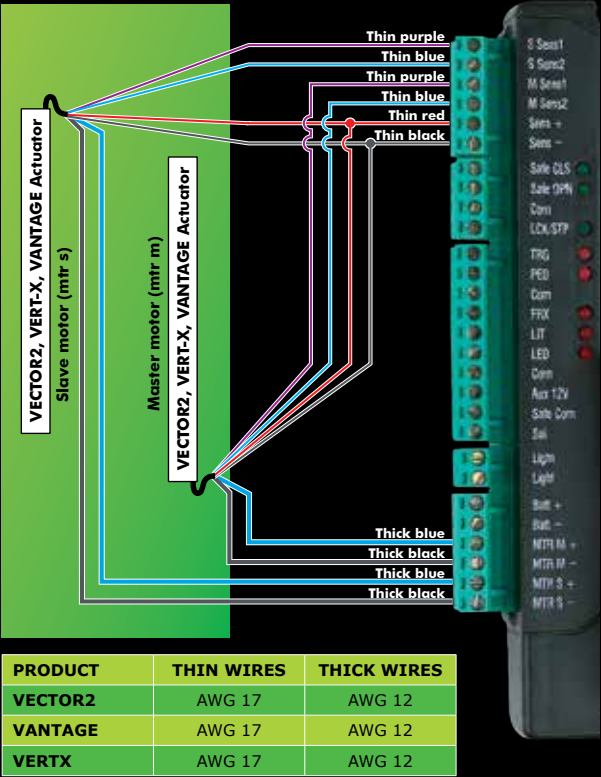 Thin purple
Thin blue
Thin purple
Thin blue
Thin red
Thin black
VECTOR2, VERT-X, VANTAGE Actuator
Slave motor (mtr s)
Master motor (mtr m)
VECTOR2, VERT-X, VANTAGE Actuator
Thick blue
Thick black
Thick blue
Thick black
S Sens1
S Sens2
M Sens1
M Sens2
Sens +
Sens -
Safe CLS
Safe OPN
Com
LCK/STP
TRG
PED
Com
FRX
LIT
LED
Com
Aux 12V
Safe Com
Light
Light
Batt +
Batt -
MTR M +
MTR M -
MTR S +
MTR S -
PRODUCT THIN WIRES THICK WIRES
VECTOR2 AWG 17 AWG 12
VANTAGE AWG 17 AWG 12
VERTX AWG 17 AWG 12